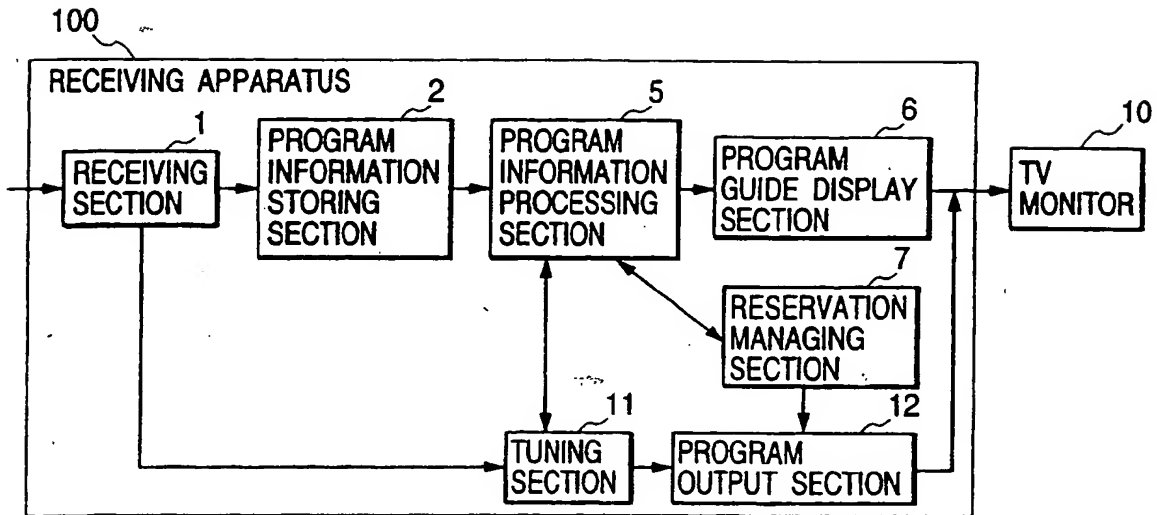 100
RECEIVING APPARATUS
1
RECEIVING
SECTION
2
PROGRAM
INFORMATION
STORING
SECTION
5
PROGRAM
INFORMATION
PROCESSING
SECTION
6
PROGRAM
GUIDE DISPLAY
SECTION
10
TV
MONITOR
7
RESERVATION
MANAGING
SECTION
11
TUNING
SECTION
12
PROGRAM
OUTPUT SECTION